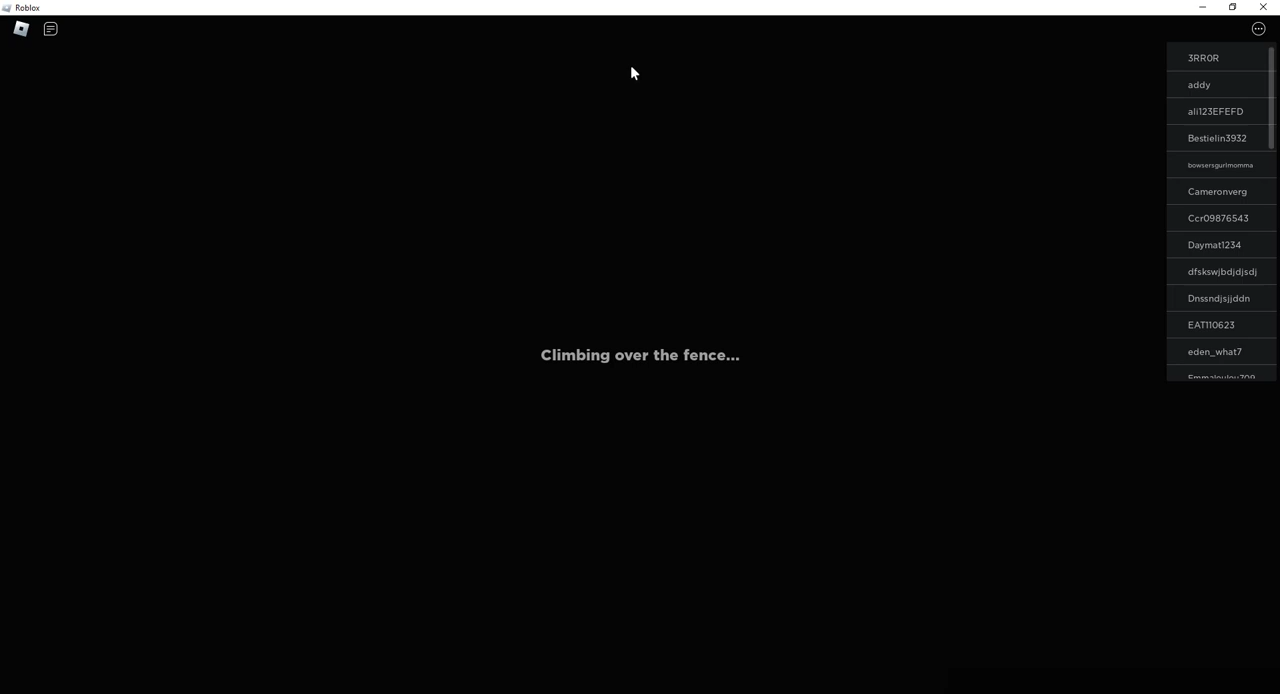 Roblox
3RR0R
addy
ali123EFEFD
Bestielin3932
bowsersgurlmomma
Cameronverg
Ccr09876543
Daymat1234
dfskswjbdjdjsdj
Dnssndjsjjddn
EAT110623
eden_what7
Climbing over the fence...